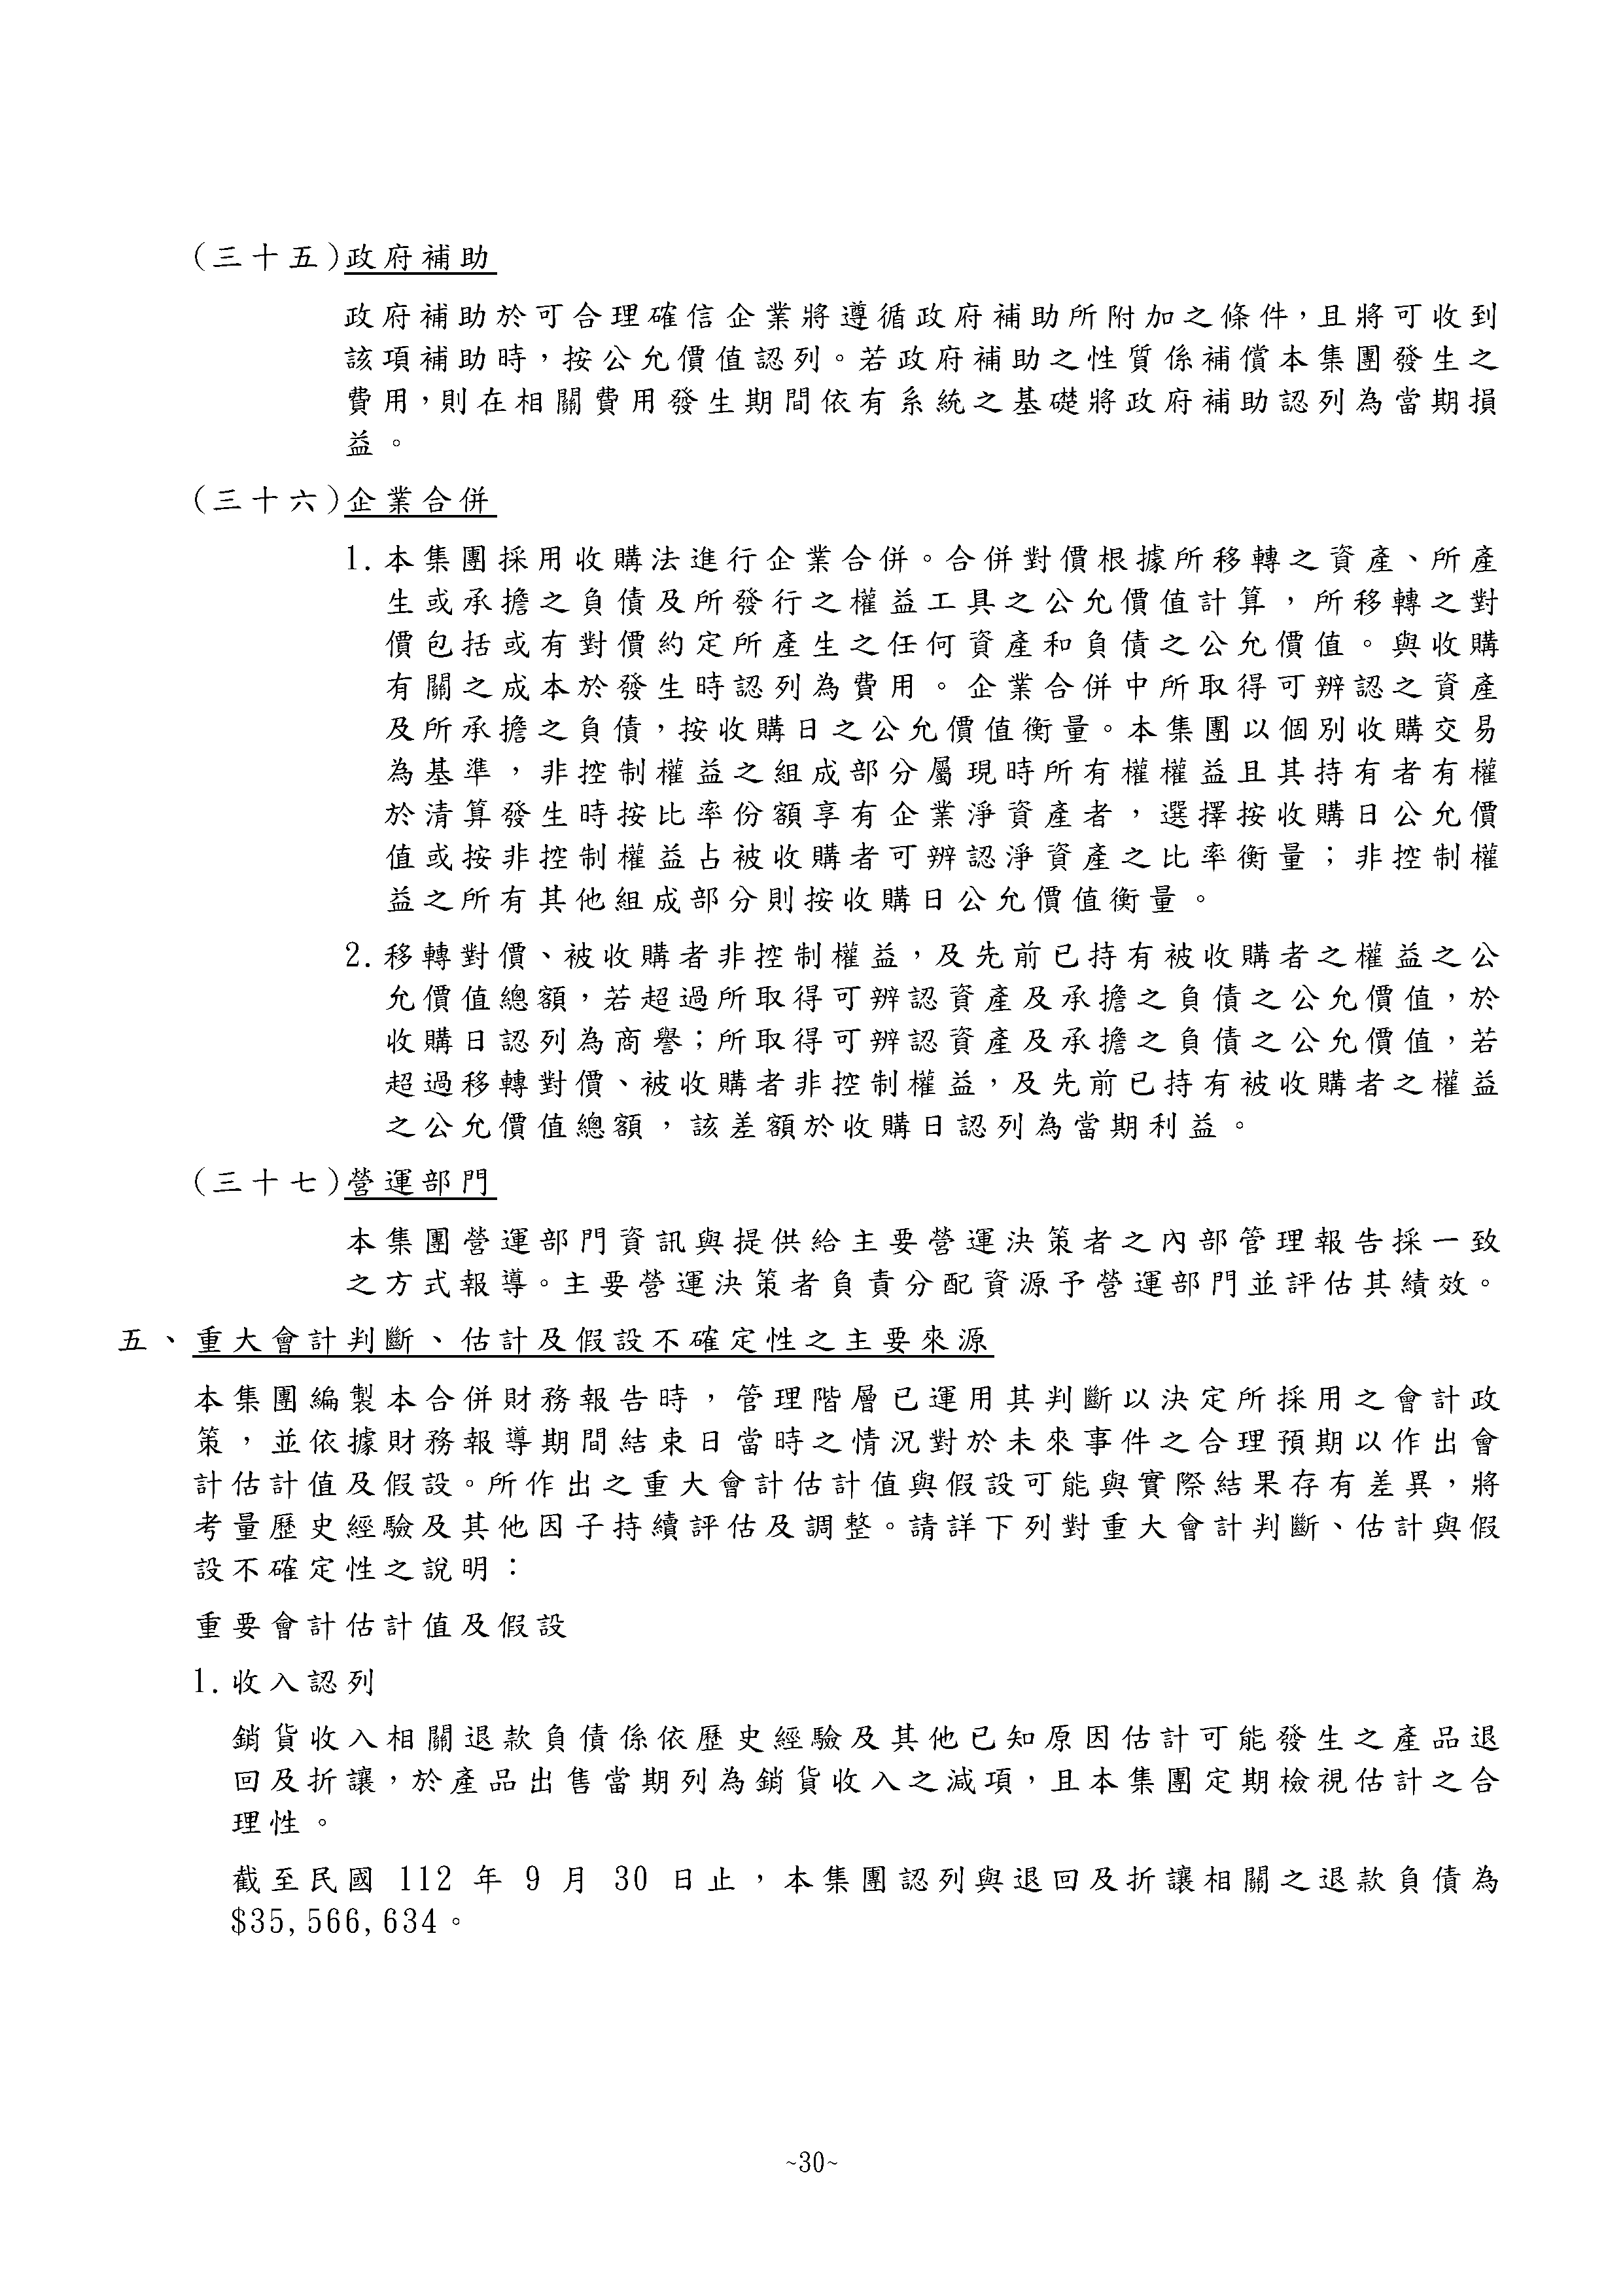 (三十五)政府補助
政府補助於可合理確信企業將遵循政府補助所附加之條件，且將可收到
該項補助時，按公允價值認列。若政府補助之性質係補償本集團發生之
費用，則在相關費用發生期間依有系統之基礎將政府補助認列為當期損
益。
(三十六)企業合併
1.本集團採用收購法進行企業合併。合併對價根據所移轉之資產、所產
生或承擔之負債及所發行之權益工具之公允價值計算，所移轉之對
價包括或有對價約定所產生之任何資產和負債之公允價值。與收購
有關之成本於發生時認列為費用。企業合併中所取得可辨認之資產
及所承擔之負債，按收購日之公允價值衡量。本集團以個別收購交易
為基準，非控制權益之組成部分屬現時所有權權益且其持有者有權
於清算發生時按比率份額享有企業淨資產者，選擇按收購日公允價
值或按非控制權益占被收購者可辨認淨資產之比率衡量；非控制權
益之所有其他組成部分則按收購日公允價值衡量。
2.移轉對價、被收購者非控制權益，及先前已持有被收購者之權益之公
允價值總額，若超過所取得可辨認資產及承擔之負債之公允價值，於
收購日認列為商譽；所取得可辨認資產及承擔之負債之公允價值，若
超過移轉對價、被收購者非控制權益，及先前已持有被收購者之權益
之公允價值總額，該差額於收購日認列為當期利益。
(三十七)營運部門
本集團營運部門資訊與提供給主要營運決策者之內部管理報告採一致
之方式報導。主要營運決策者負責分配資源予營運部門並評估其績效。
五、重大會計判斷、估計及假設不確定性之主要來源
本集團編製本合併財務報告時，管理階層已運用其判斷以決定所採用之會計政
策，並依據財務報導期間結束日當時之情況對於未來事件之合理預期以作出會
計估計值及假設。所作出之重大會計估計值與假設可能與實際結果存有差異，將
考量歷史經驗及其他因子持續評估及調整。請詳下列對重大會計判斷、估計與假
設不確定性之說明：
重要會計估計值及假設
1.收入認列
銷貨收入相關退款負債係依歷史經驗及其他已知原因估計可能發生之產品退
回及折讓，於產品出售當期列為銷貨收入之減項，且本集團定期檢視估計之合
理性。
截至民國 112 年 9 月 30 日止，本集團認列與退回及折讓相關之退款負債為
$35,566,634。
~30~